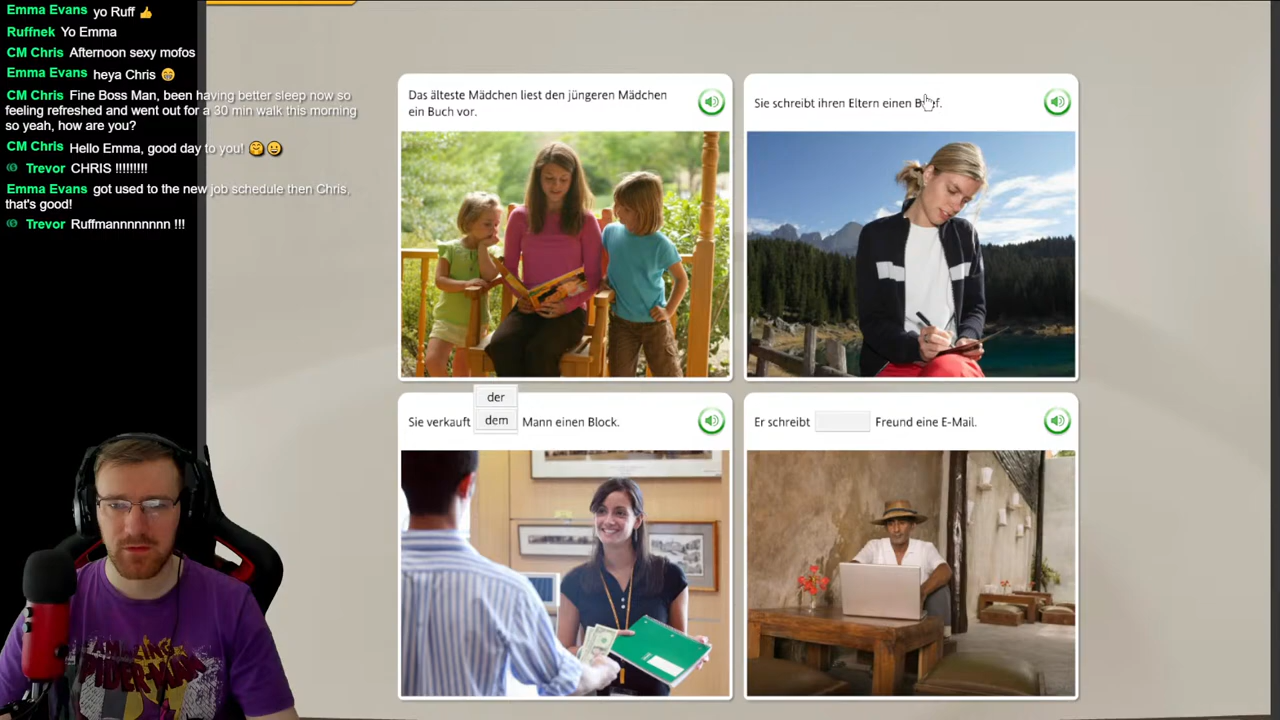 Emma Evans yo Ruff 👍
Ruffnek Yo Emma
CM Chris Afternoon sexy mofos
Emma Evans heya Chris 😁
CM Chris Fine Boss Man, been having better sleep now so
feeling refreshed and went out for a 30 min walk this morning
so yeah, how are you?
CM Chris Hello Emma, good day to you! 🤗😉
Trevor CHRIS !!!!!!!!!
Emma Evans got used to the new job schedule then Chris,
that's good!
Trevor Ruffmannnnnnnn !!!
Das älteste Mädchen liest den jüngeren Mädchen
ein Buch vor.
Sie schreibt ihren Eltern einen
der
Sie verkauft dem Mann einen Block.
Er schreibt Freund eine E-Mail.